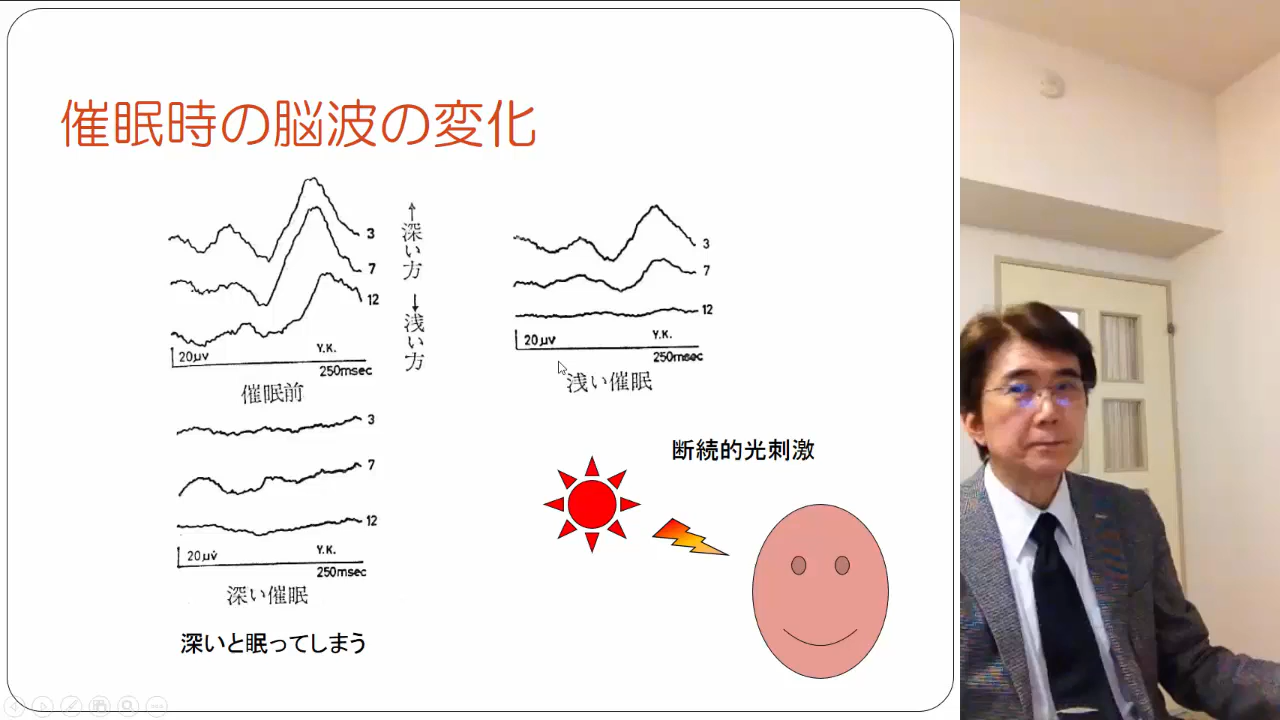 催眠時の脳波の変化
3
7
12
20μv
Y.K.
250msec
催眠前
↑深い方
↓浅い方
3
7
12
20μv
Y.K.
250msec
浅い催眠
3
7
12
20μv
Y.K.
250msec
深い催眠
深いと眠ってしまう
断続的光刺激